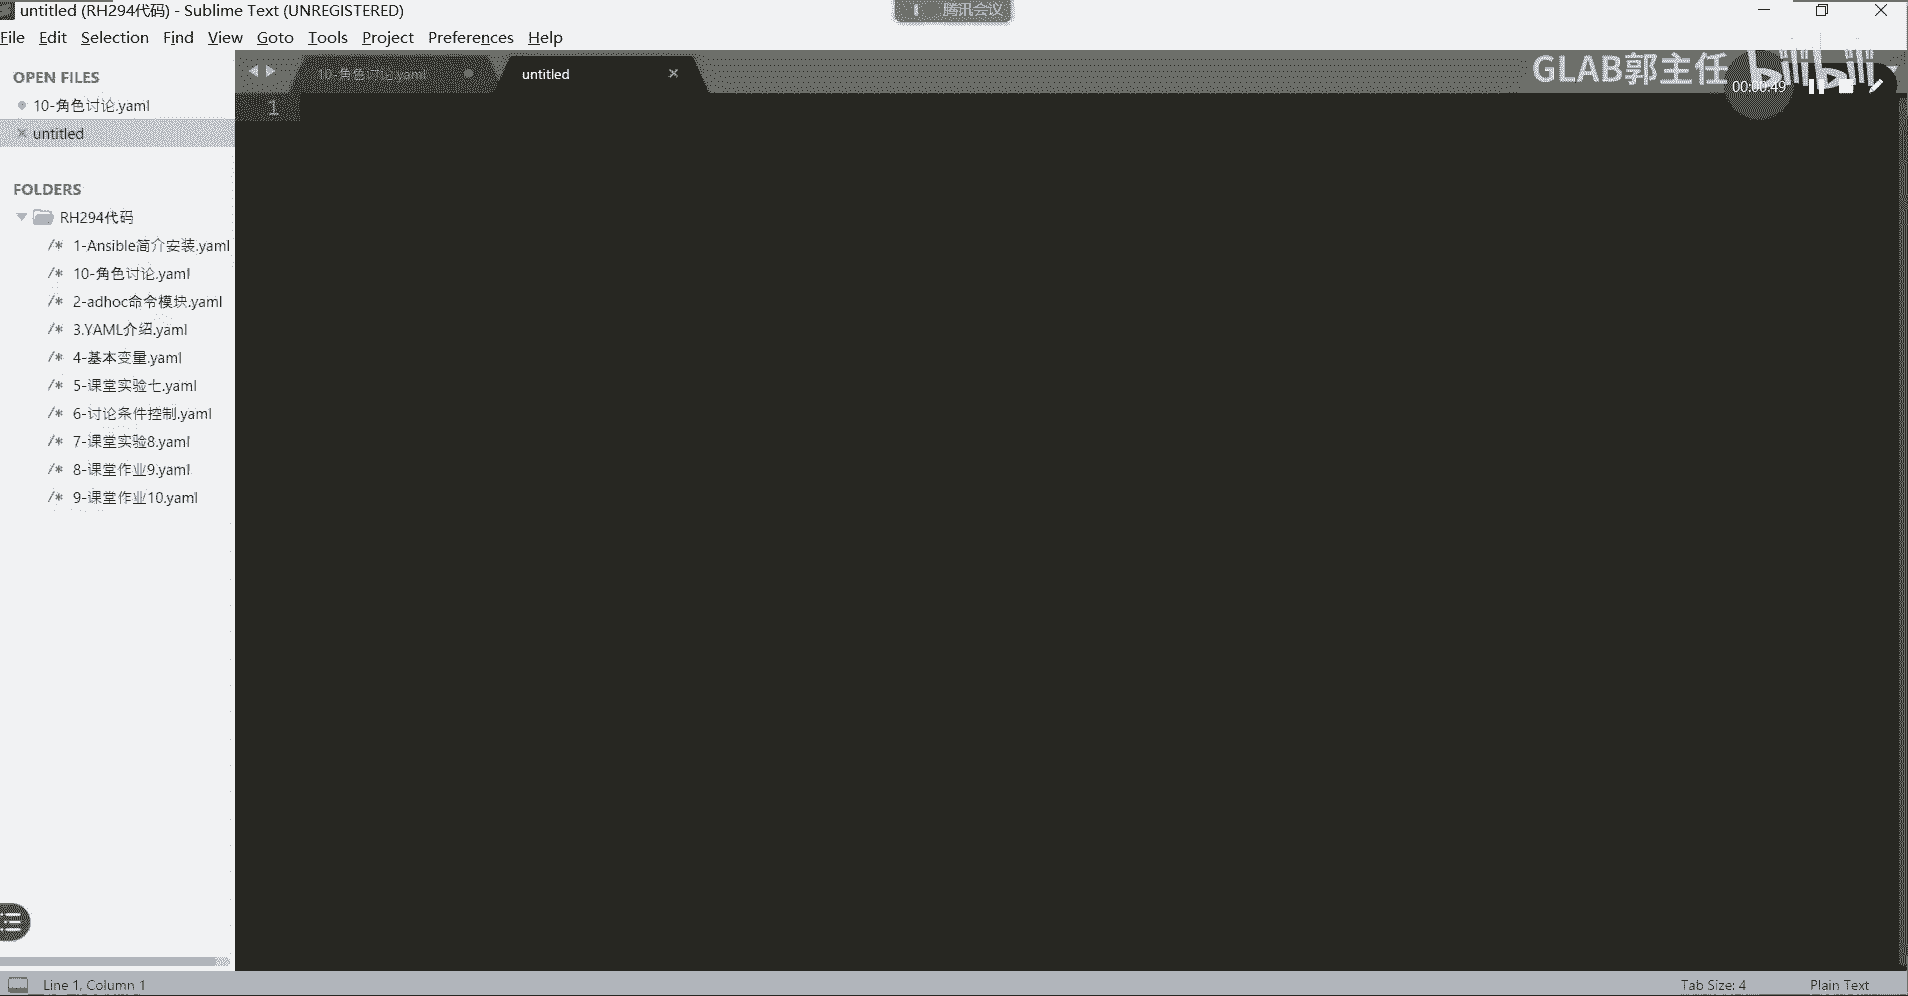 untitled (RH294代码) - Sublime Text (UNREGISTERED)
腾讯会议
File Edit Selection Find View Goto Tools Project Preferences Help
GLAB郭主任 bilibili
00:00:49
OPEN FILES
10-角色讨论.yaml
untitled
10-角色讨论.yaml
untitled
1
FOLDERS
RH294代码
/* 1-Ansible简介安装.yaml
/* 10-角色讨论.yaml
/* 2-adhoc命令模块.yaml
/* 3.YAML介绍.yaml
/* 4-基本变量.yaml
/* 5-课堂实验七.yaml
/* 6-讨论条件控制.yaml
/* 7-课堂实验8.yaml
/* 8-课堂作业9.yaml
/* 9-课堂作业10.yaml
Line 1, Column 1
Tab Size: 4
Plain Text